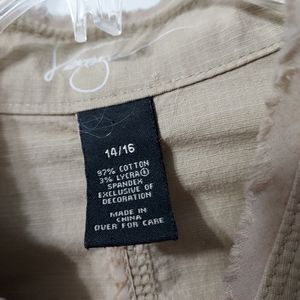 14/16
97% COTTON
3% LYCRA®
SPANDEX
EXCLUSIVE OF
DECORATION
MADE IN
CHINA
OVER FOR CARE